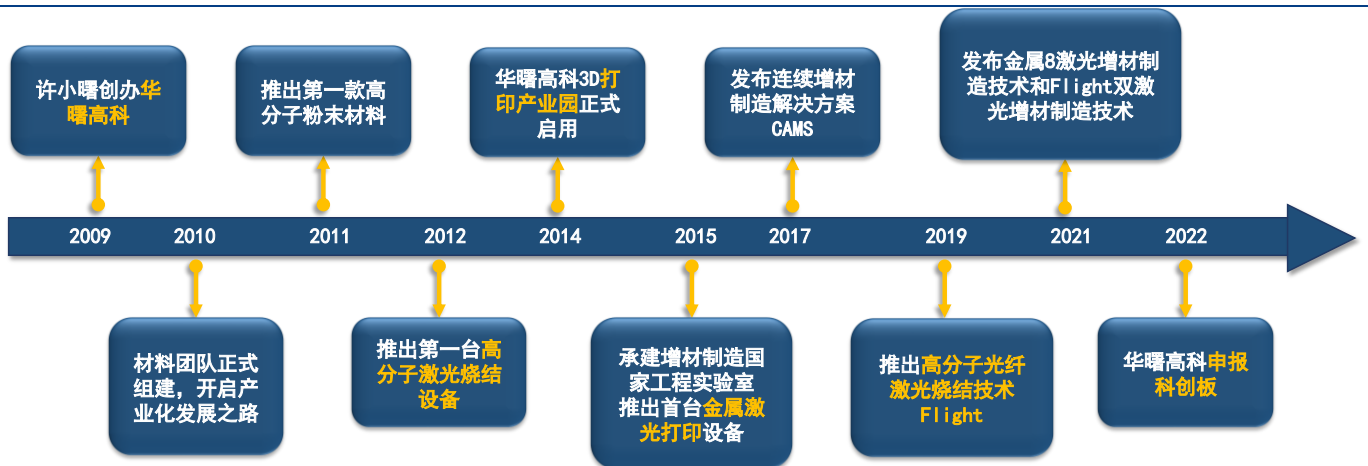 许小曙创办华
曙高科
推出第一款高
分子粉末材料
华曙高科3D打
印产业园正式
启用
发布连续增材
制造解决方案
CAMS
发布金属8激光增材制
造技术和Flight双激
光增材制造技术
2009
2010
2011
2012
2014
2015
2017
2019
2021
2022
材料团队正式
组建，开启产
业化发展之路
推出第一台高
分子激光烧结
设备
承建增材制造国
家工程实验室
推出首台金属激
光打印设备
推出高分子光纤
激光烧结技术
Flight
华曙高科申报
科创板